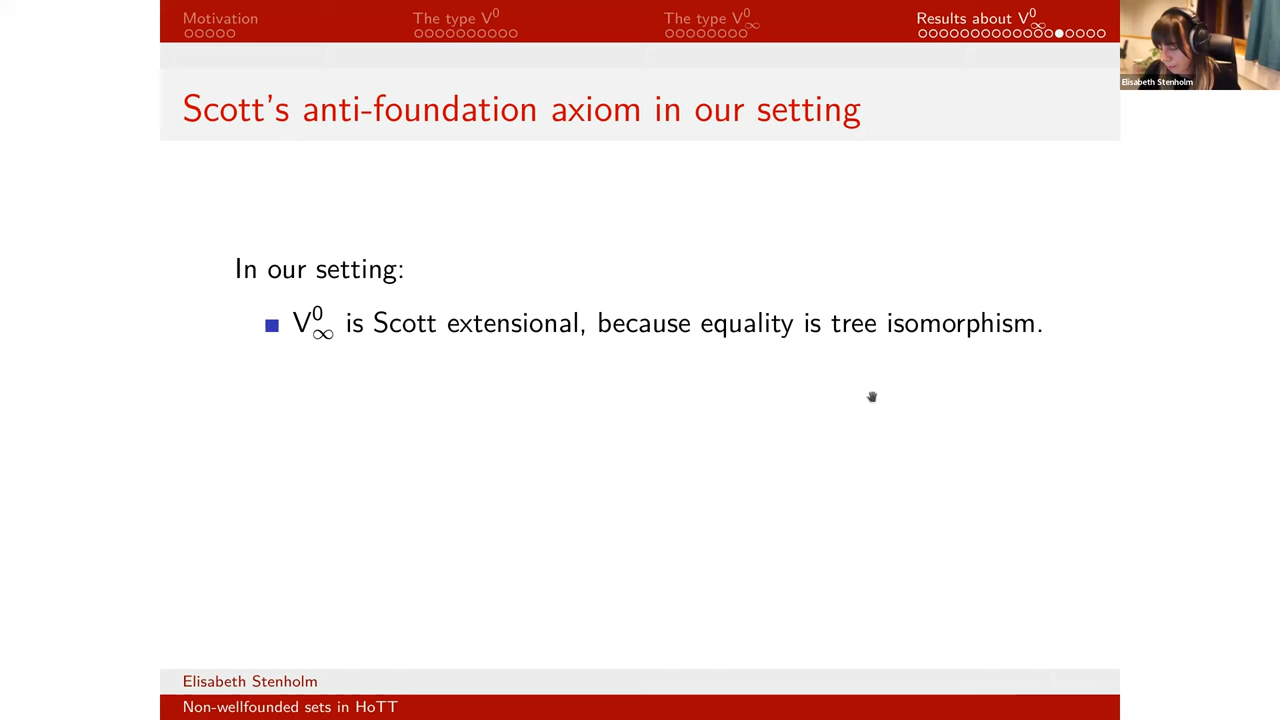 Motivation
The type V⁰
The type V⁰∞
Results about V⁰∞
Elisabeth Stenholm
Scott's anti-foundation axiom in our setting
In our setting:
V⁰∞ is Scott extensional, because equality is tree isomorphism.
Elisabeth Stenholm
Non-wellfounded sets in HoTT